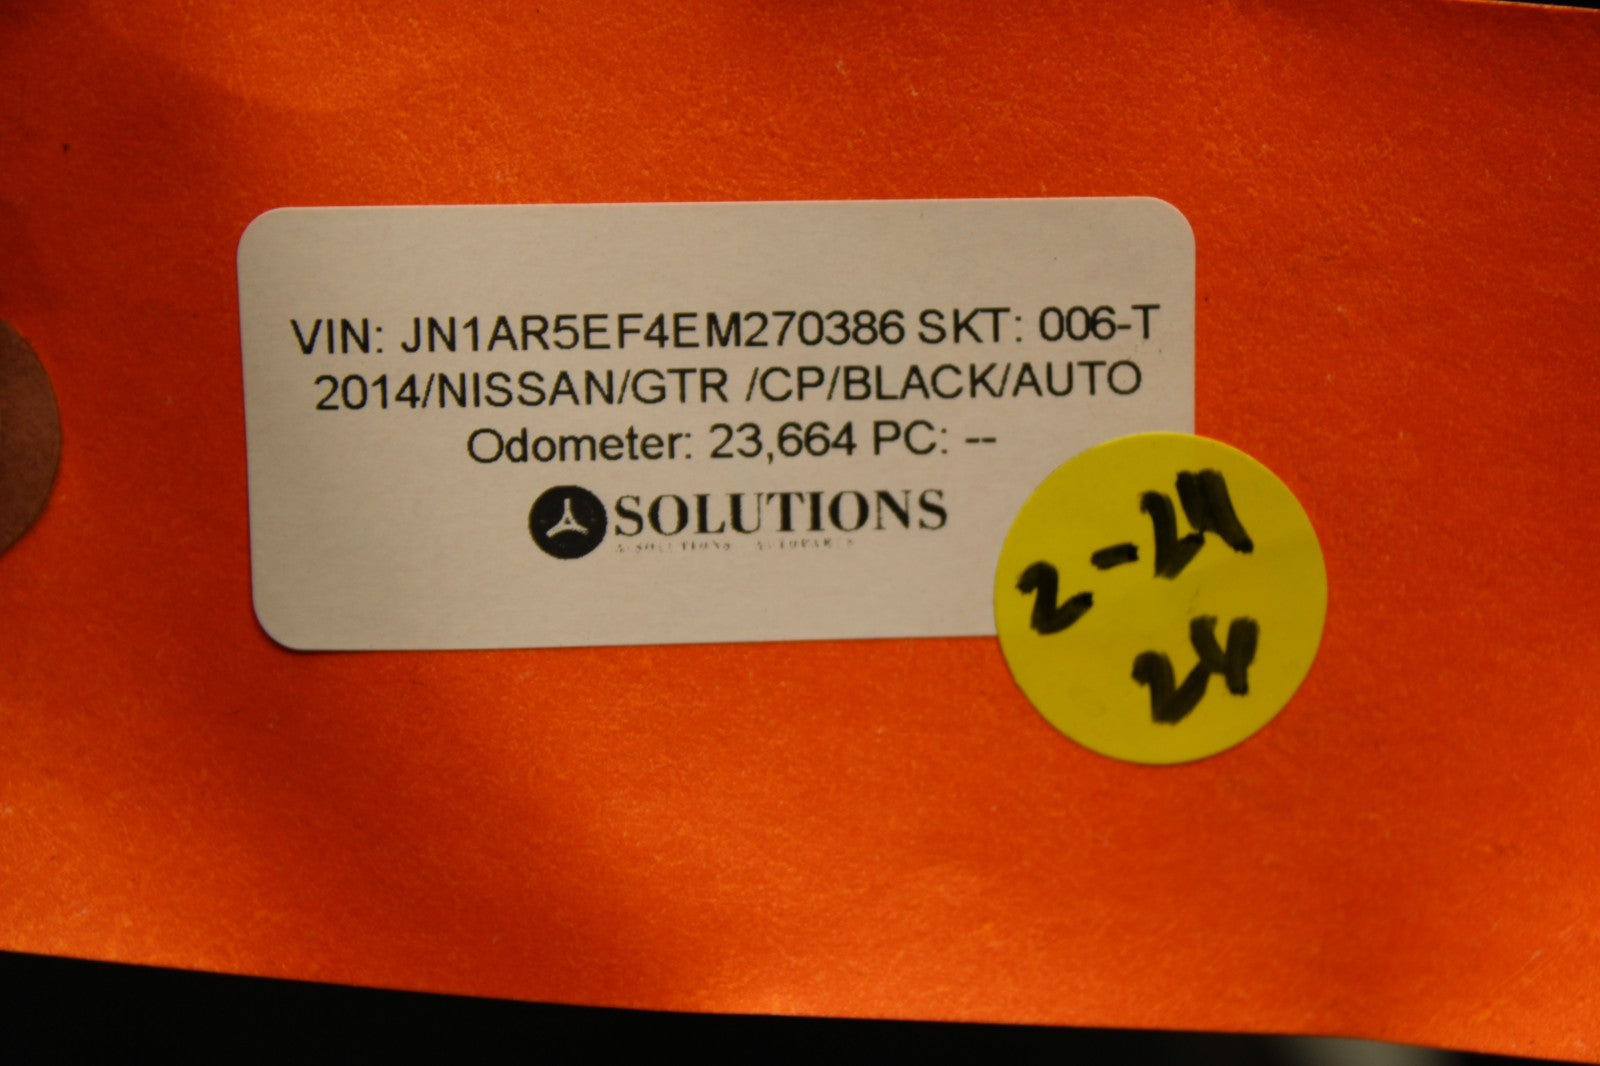 VIN: JN1AR5EF4EM270386 SKT: 006-T
2014/NISSAN/GTR /CP/BLACK/AUTO
Odometer: 23,664 PC: --
SOLUTIONS
2-24
24